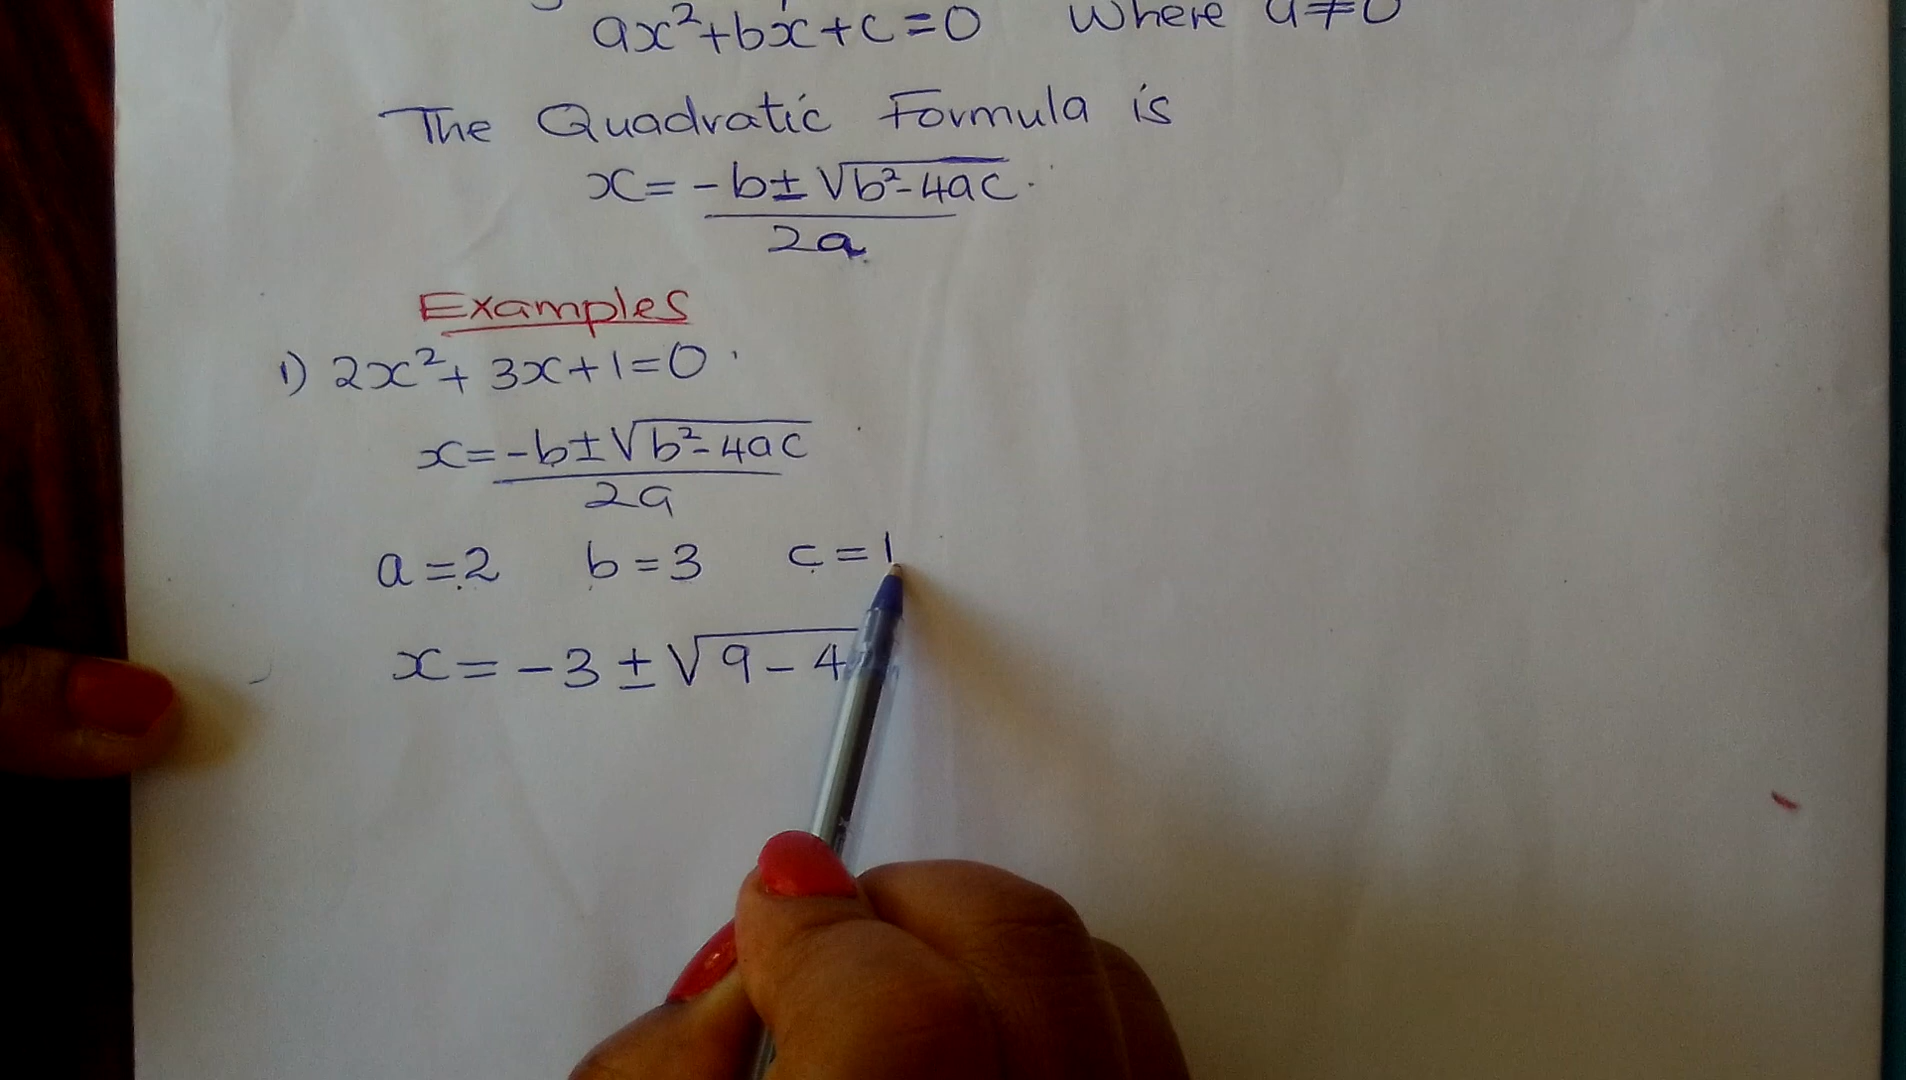 ax²+bx+c=0 Where a≠0
The Quadratic Formula is
x = -b ± √b²-4ac
2a
Examples
1) 2x²+ 3x+1=0
x = -b±√b²-4ac
2a
a = 2 b = 3 c = 1
x = -3 ± √9-4